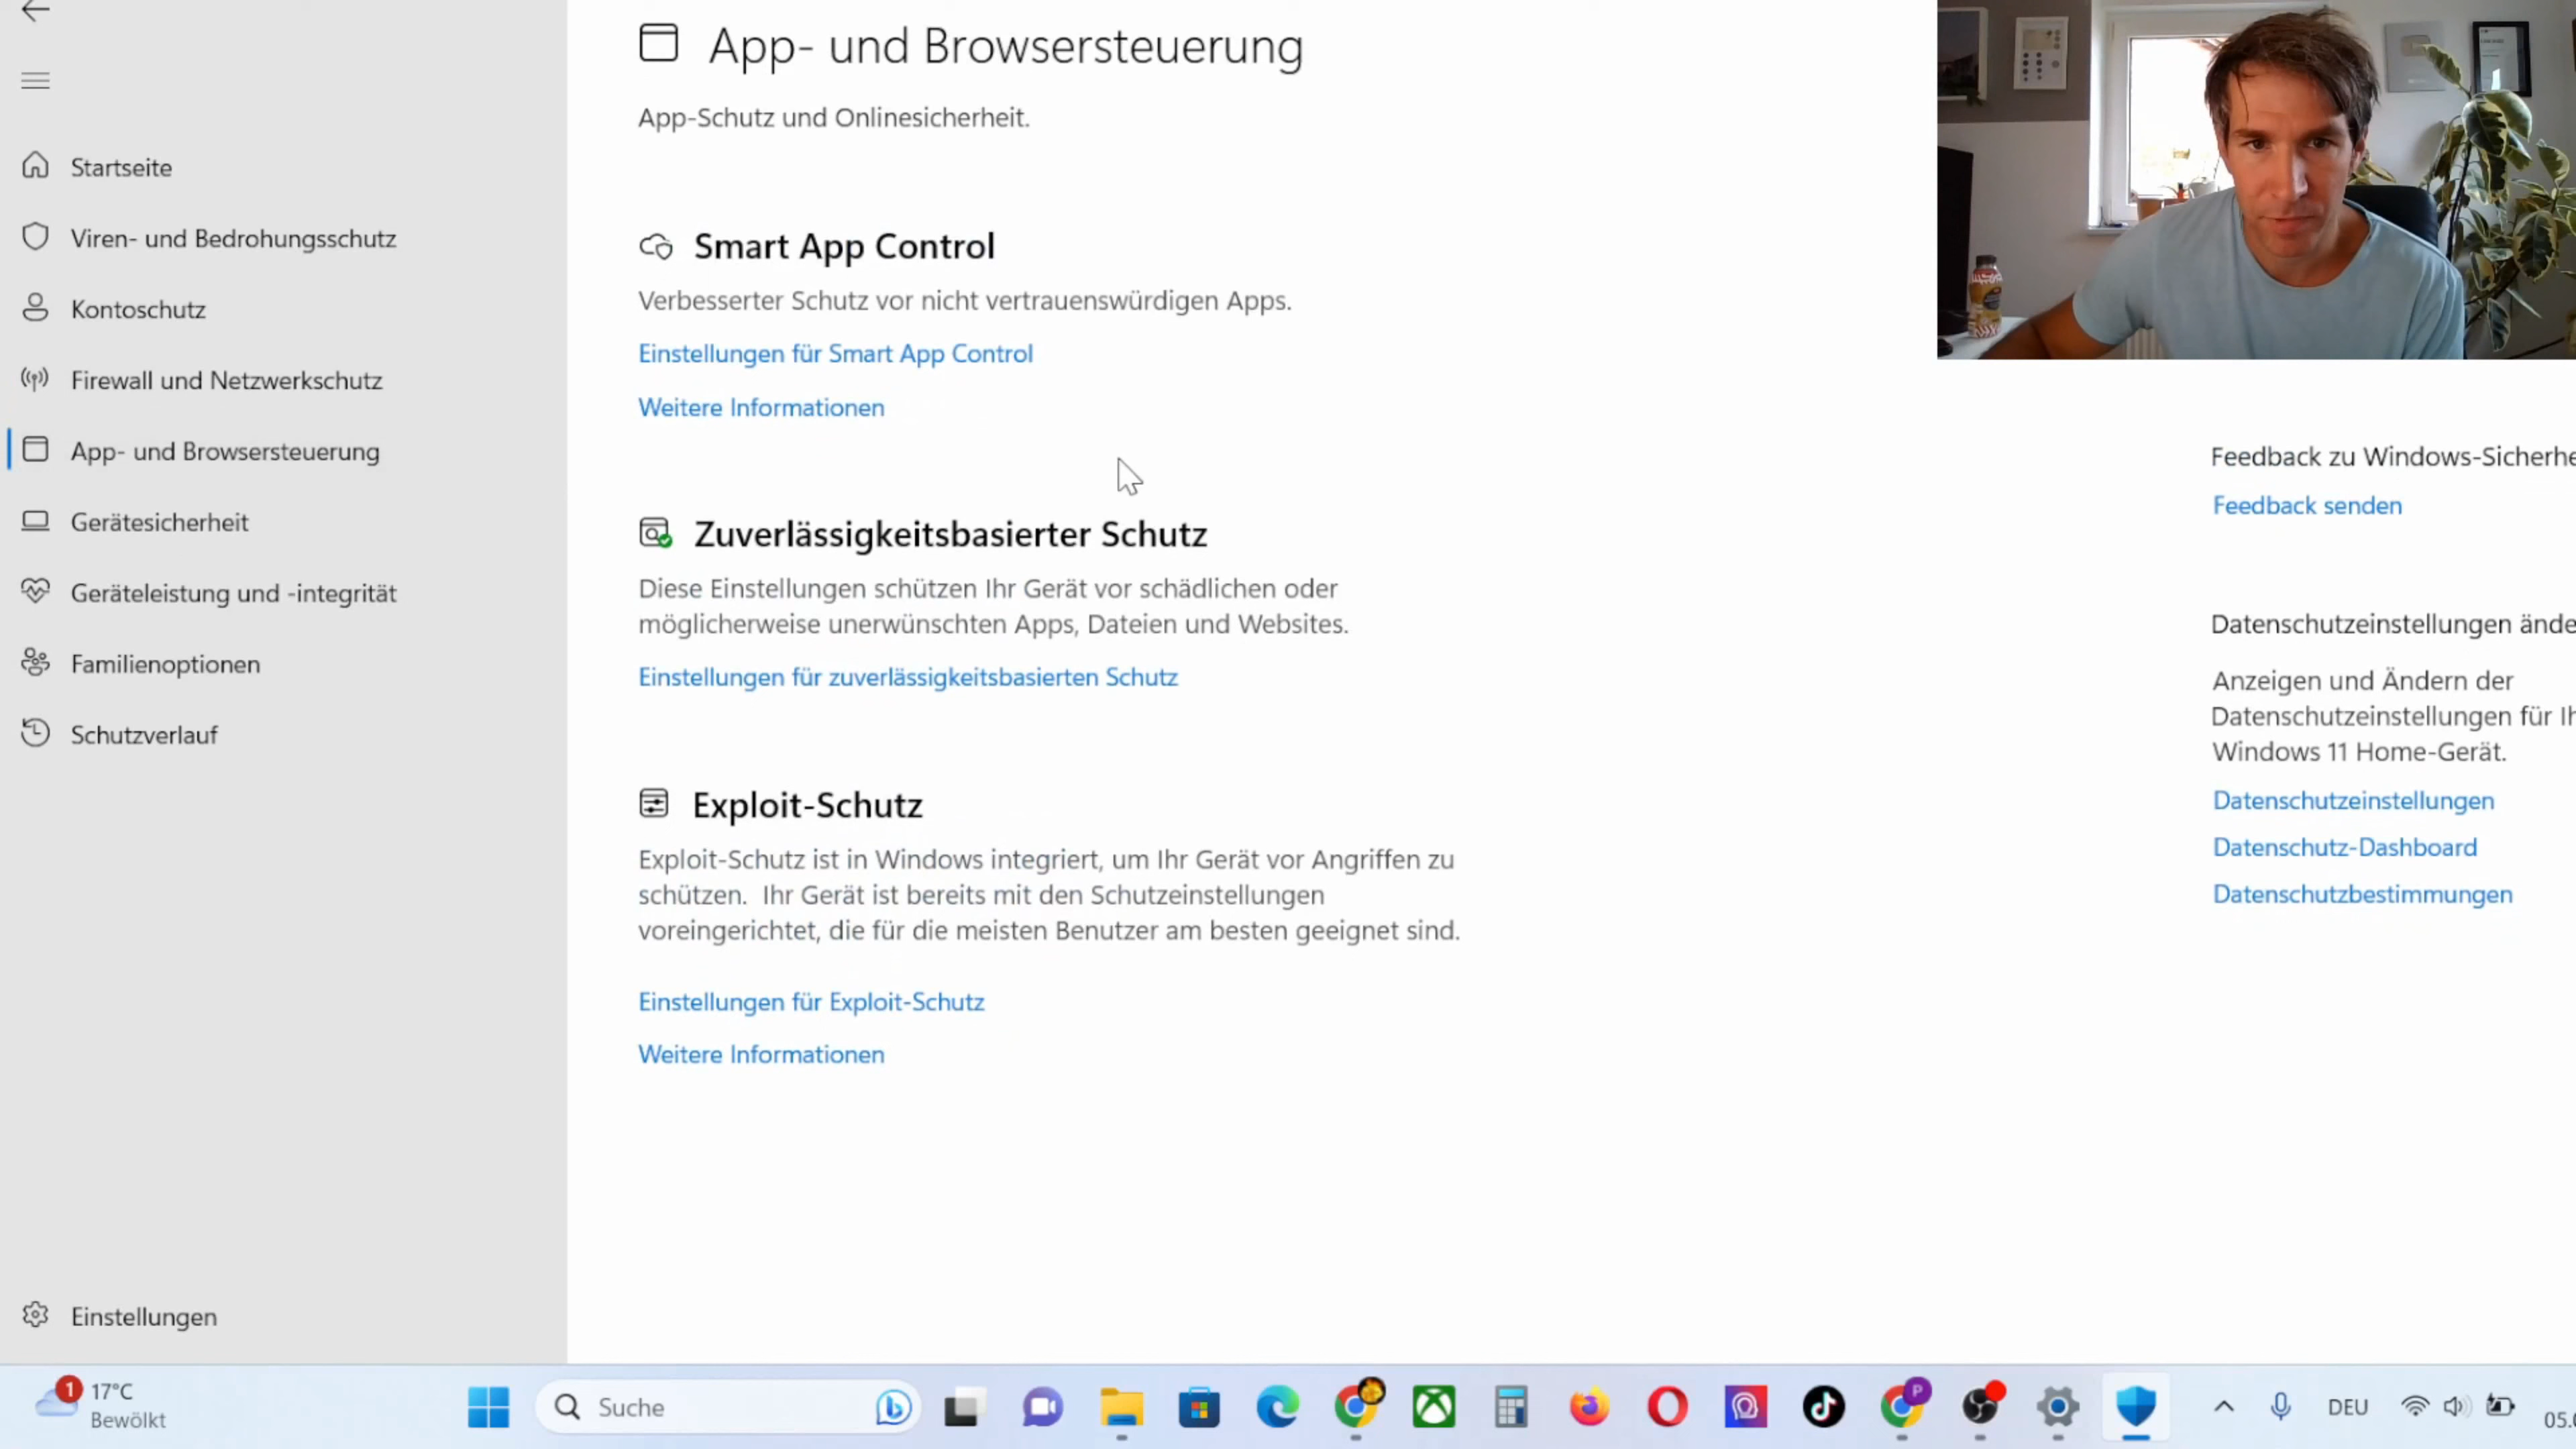 App- und Browsersteuerung
App-Schutz und Onlinesicherheit.
Startseite
Viren- und Bedrohungsschutz
Kontoschutz
Firewall und Netzwerkschutz
App- und Browsersteuerung
Gerätesicherheit
Geräteleistung und -integrität
Familienoptionen
Schutzverlauf
Einstellungen
Smart App Control
Verbesserter Schutz vor nicht vertrauenswürdigen Apps.
Einstellungen für Smart App Control
Weitere Informationen
Zuverlässigkeitsbasierter Schutz
Diese Einstellungen schützen Ihr Gerät vor schädlichen oder
möglicherweise unerwünschten Apps, Dateien und Websites.
Einstellungen für zuverlässigkeitsbasierten Schutz
Exploit-Schutz
Exploit-Schutz ist in Windows integriert, um Ihr Gerät vor Angriffen zu
schützen. Ihr Gerät ist bereits mit den Schutzeinstellungen
voreingerichtet, die für die meisten Benutzer am besten geeignet sind.
Einstellungen für Exploit-Schutz
Weitere Informationen
Feedback zu
Feedback senden
Datenschutzeinstellungen
Anzeigen und Ändern der
Datenschutzeinstellungen für
Windows 11 Home-Gerät.
Datenschutzeinstellungen
Datenschutz-Dashboard
Datenschutzbestimmungen
1
17°C
Bewölkt
Suche
P
DEU